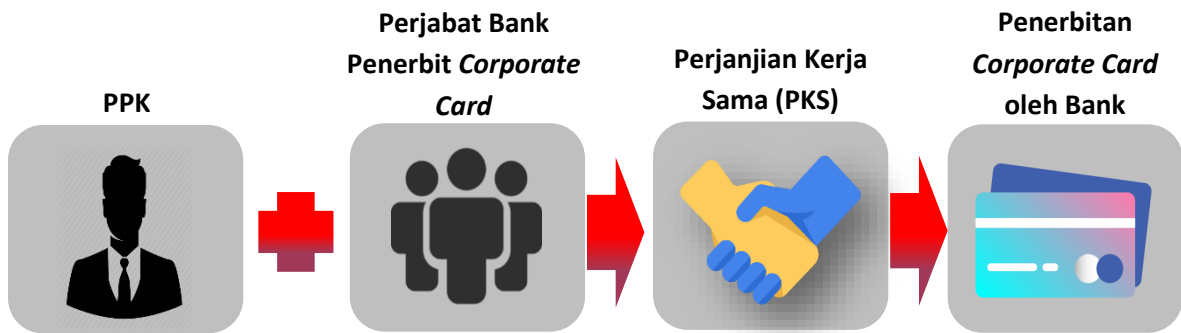 PPK
Perjabat Bank
Penerbit Corporate
Card
Perjanjian Kerja
Sama (PKS)
Penerbitan
Corporate Card
oleh Bank